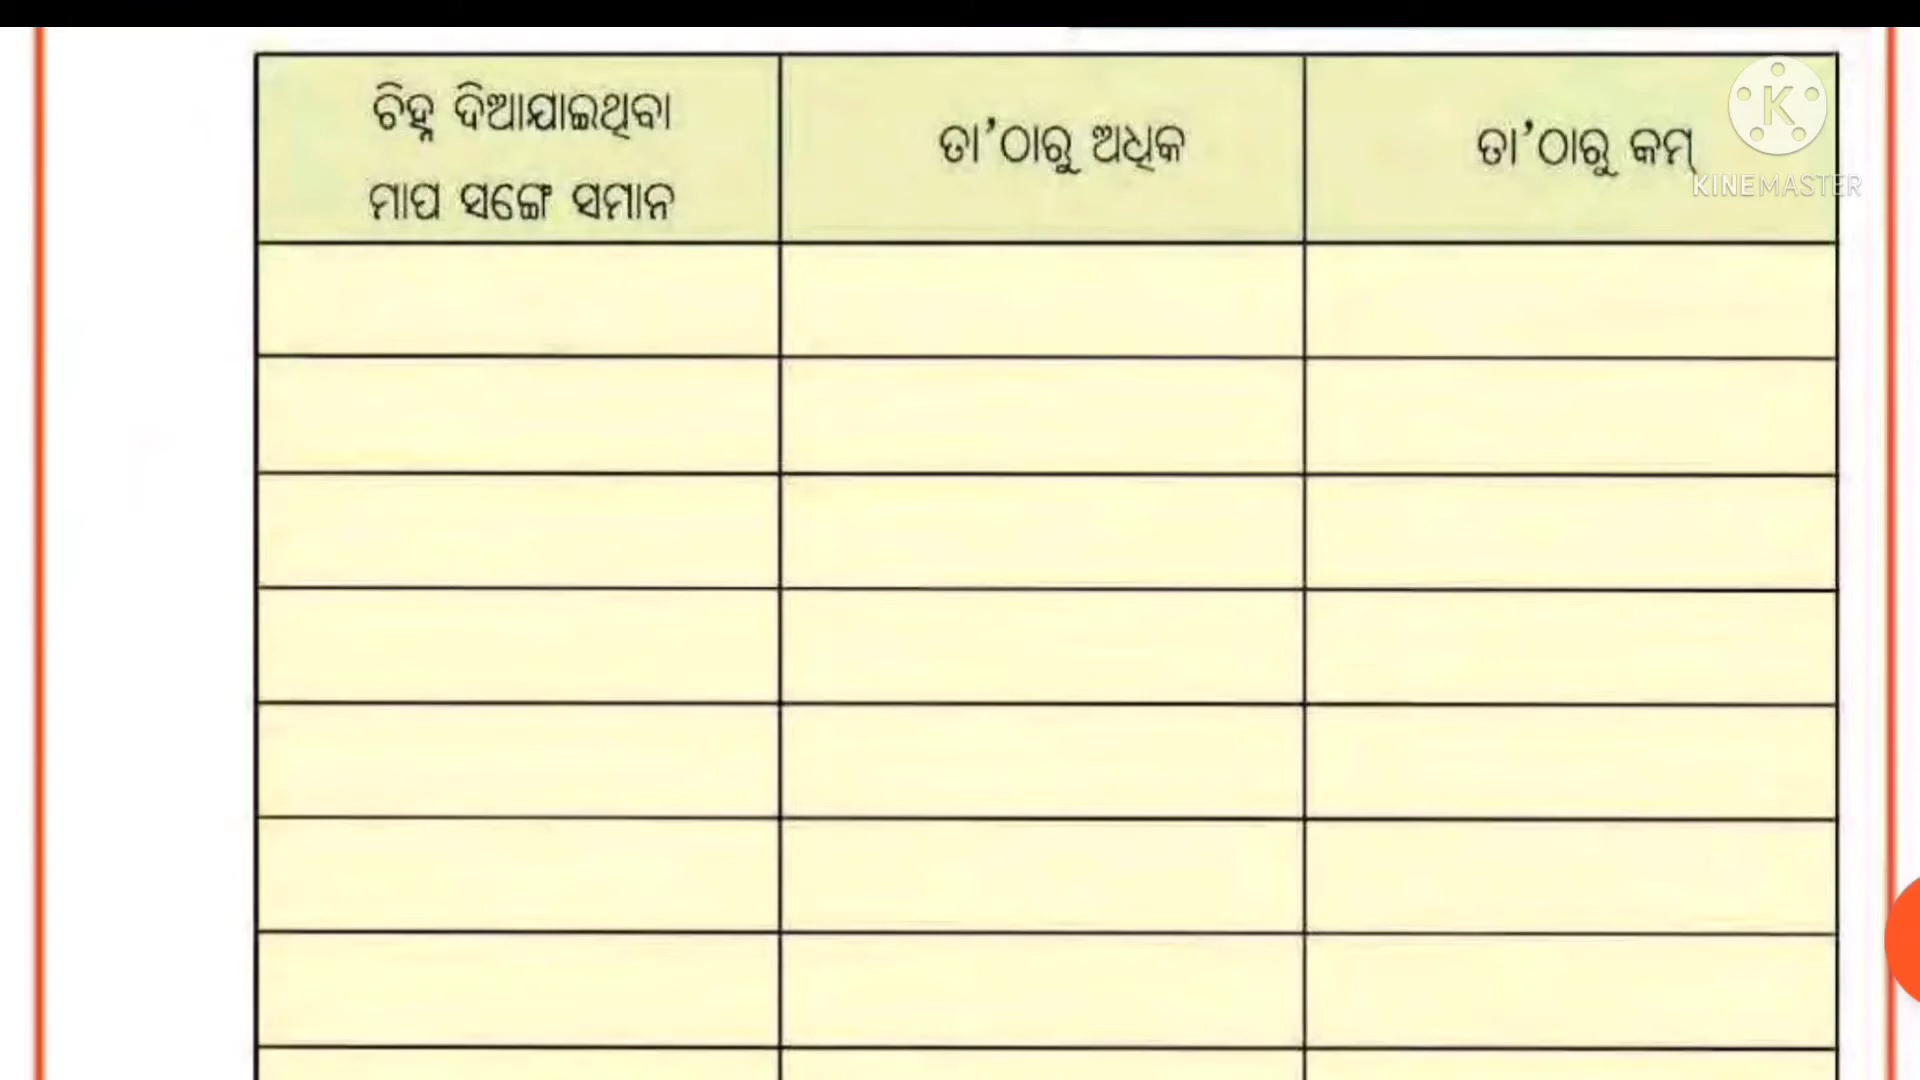 ଚିହ୍ନ ଦିଆଯାଇଥିବା
ମାପ ସଙ୍ଗେ ସମାନ
ତା’ଠାରୁ ଅଧିକ
ତା’ଠାରୁ କମ୍
K
KINEMASTER